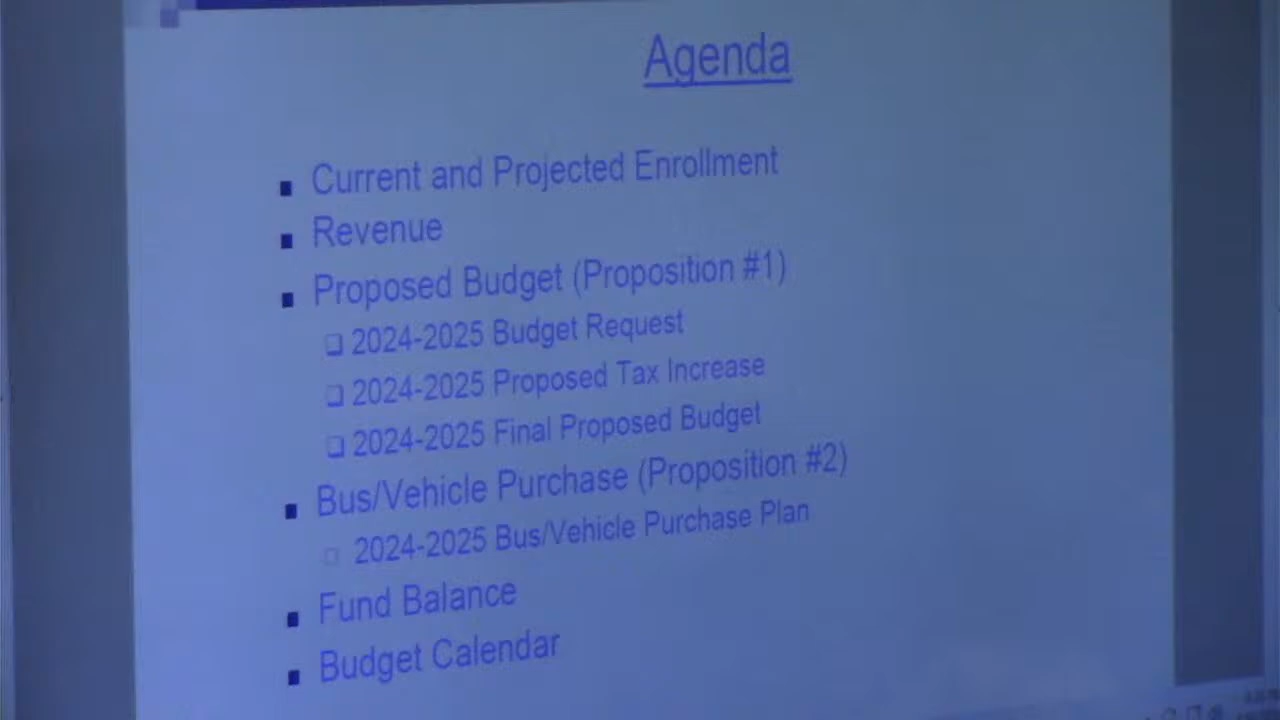 Agenda
Current and Projected Enrollment
Revenue
Proposed Budget (Proposition #1)
2024-2025 Budget Request
2024-2025 Proposed Tax Increase
2024-2025 Final Proposed Budget
Bus/Vehicle Purchase (Proposition #2)
2024-2025 Bus/Vehicle Purchase Plan
Fund Balance
Budget Calendar